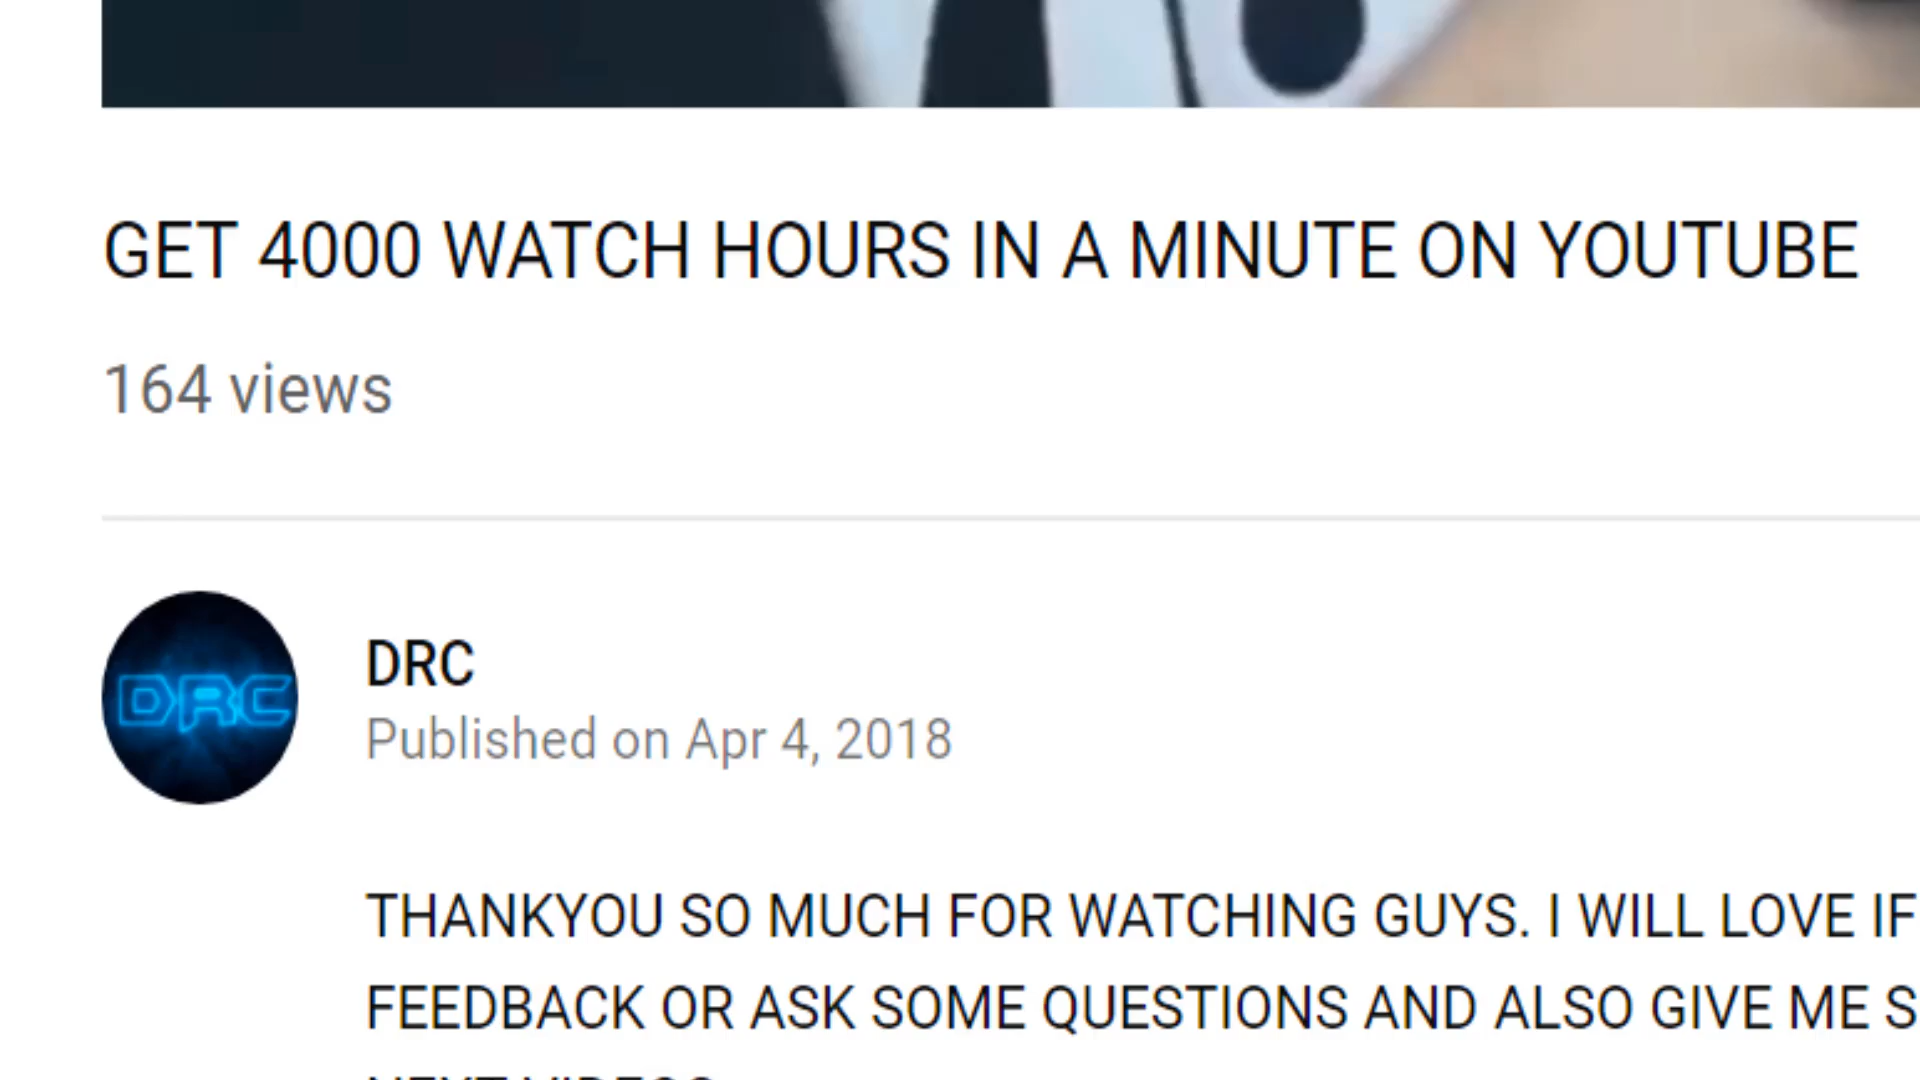 GET 4000 WATCH HOURS IN A MINUTE ON YOUTUBE
164 views
DRC
DRC
Published on Apr 4, 2018
THANKYOU SO MUCH FOR WATCHING GUYS. I WILL LOVE IF
FEEDBACK OR ASK SOME QUESTIONS AND ALSO GIVE ME S